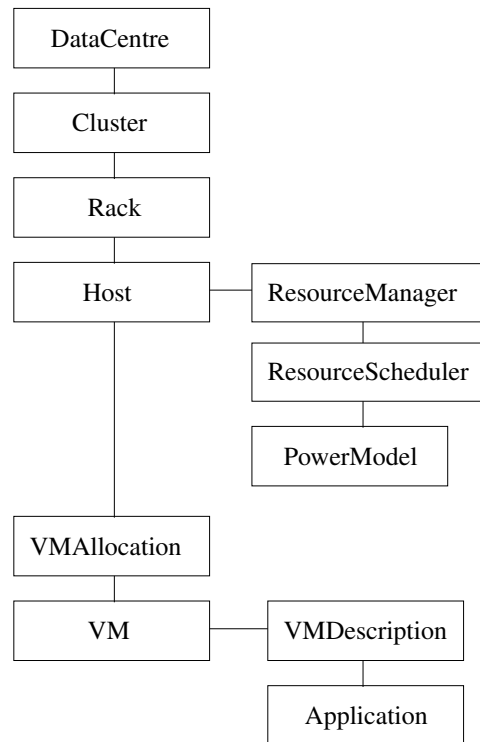 DataCentre
Cluster
Rack
Host
ResourceManager
ResourceScheduler
PowerModel
VMAllocation
VM
VMDescription
Application